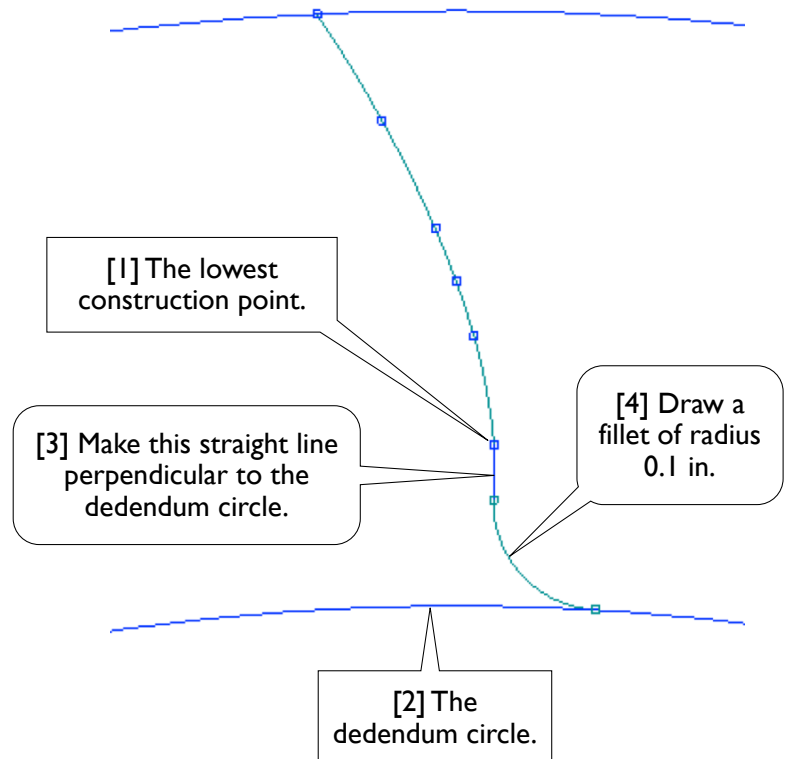 [1] The lowest
construction point.
[3] Make this straight line
perpendicular to the
dedendum circle.
[4] Draw a
fillet of radius
0.1 in.
[2] The
dedendum circle.